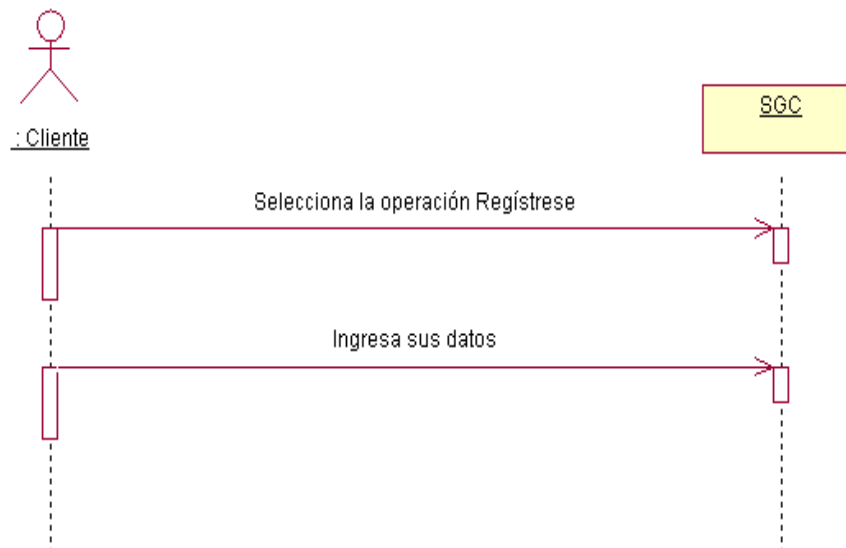 : Cliente
SGC
Selecciona la operación Regístrese
Ingresa sus datos